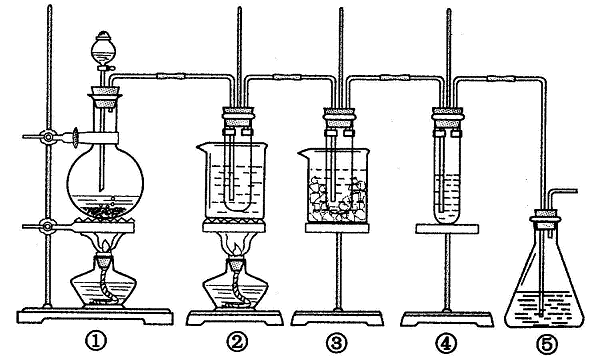 ① ② ③ ④ ⑤